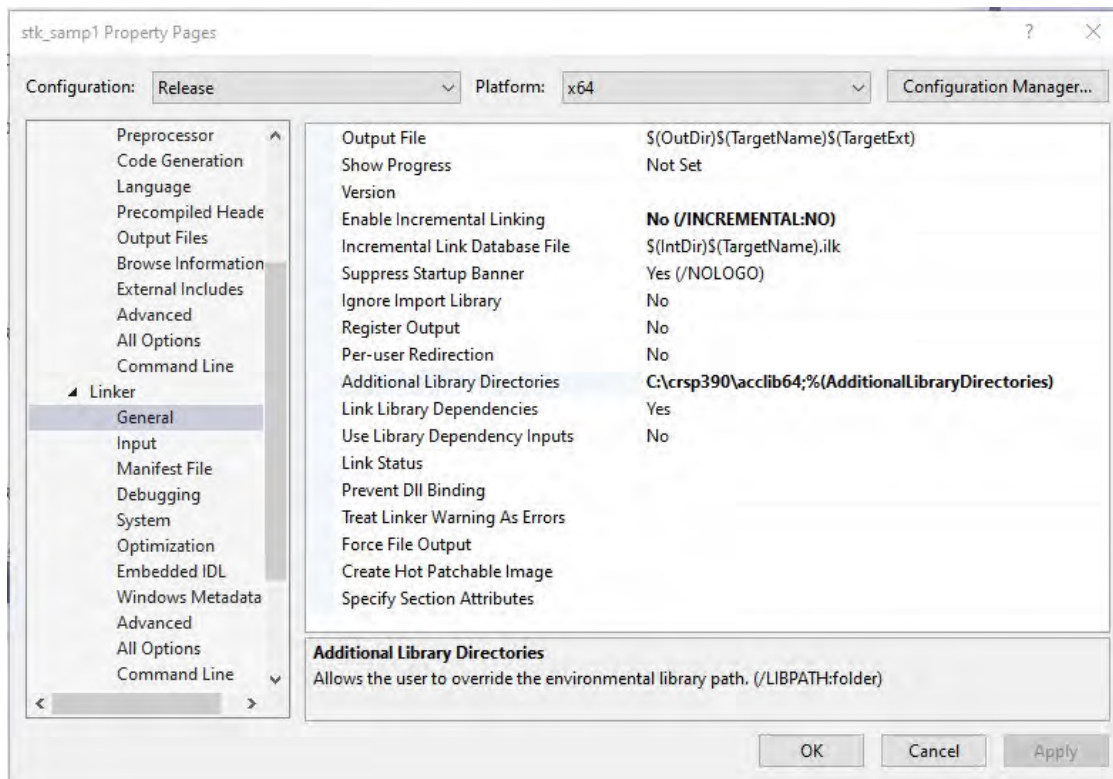 stk_samp1 Property Pages
?
Configuration: Release Platform: x64 Configuration Manager...
Preprocessor
Code Generation
Language
Precompiled Heade
Output Files
Browse Information
External Includes
Advanced
All Options
Command Line
Linker
General
Input
Manifest File
Debugging
System
Optimization
Embedded IDL
Windows Metadata
Advanced
All Options
Command Line
Output File $(OutDir)$(TargetName)$(TargetExt)
Show Progress Not Set
Version
Enable Incremental Linking No (/INCREMENTAL:NO)
Incremental Link Database File $(IntDir)$(TargetName).ilk
Suppress Startup Banner Yes (/NOLOGO)
Ignore Import Library No
Register Output No
Per-user Redirection No
Additional Library Directories C:\crsp390\acclib64;%(AdditionalLibraryDirectories)
Link Library Dependencies Yes
Use Library Dependency Inputs No
Link Status
Prevent Dll Binding
Treat Linker Warning As Errors
Force File Output
Create Hot Patchable Image
Specify Section Attributes
Additional Library Directories
Allows the user to override the environmental library path. (/LIBPATH:folder)
OK Cancel Apply